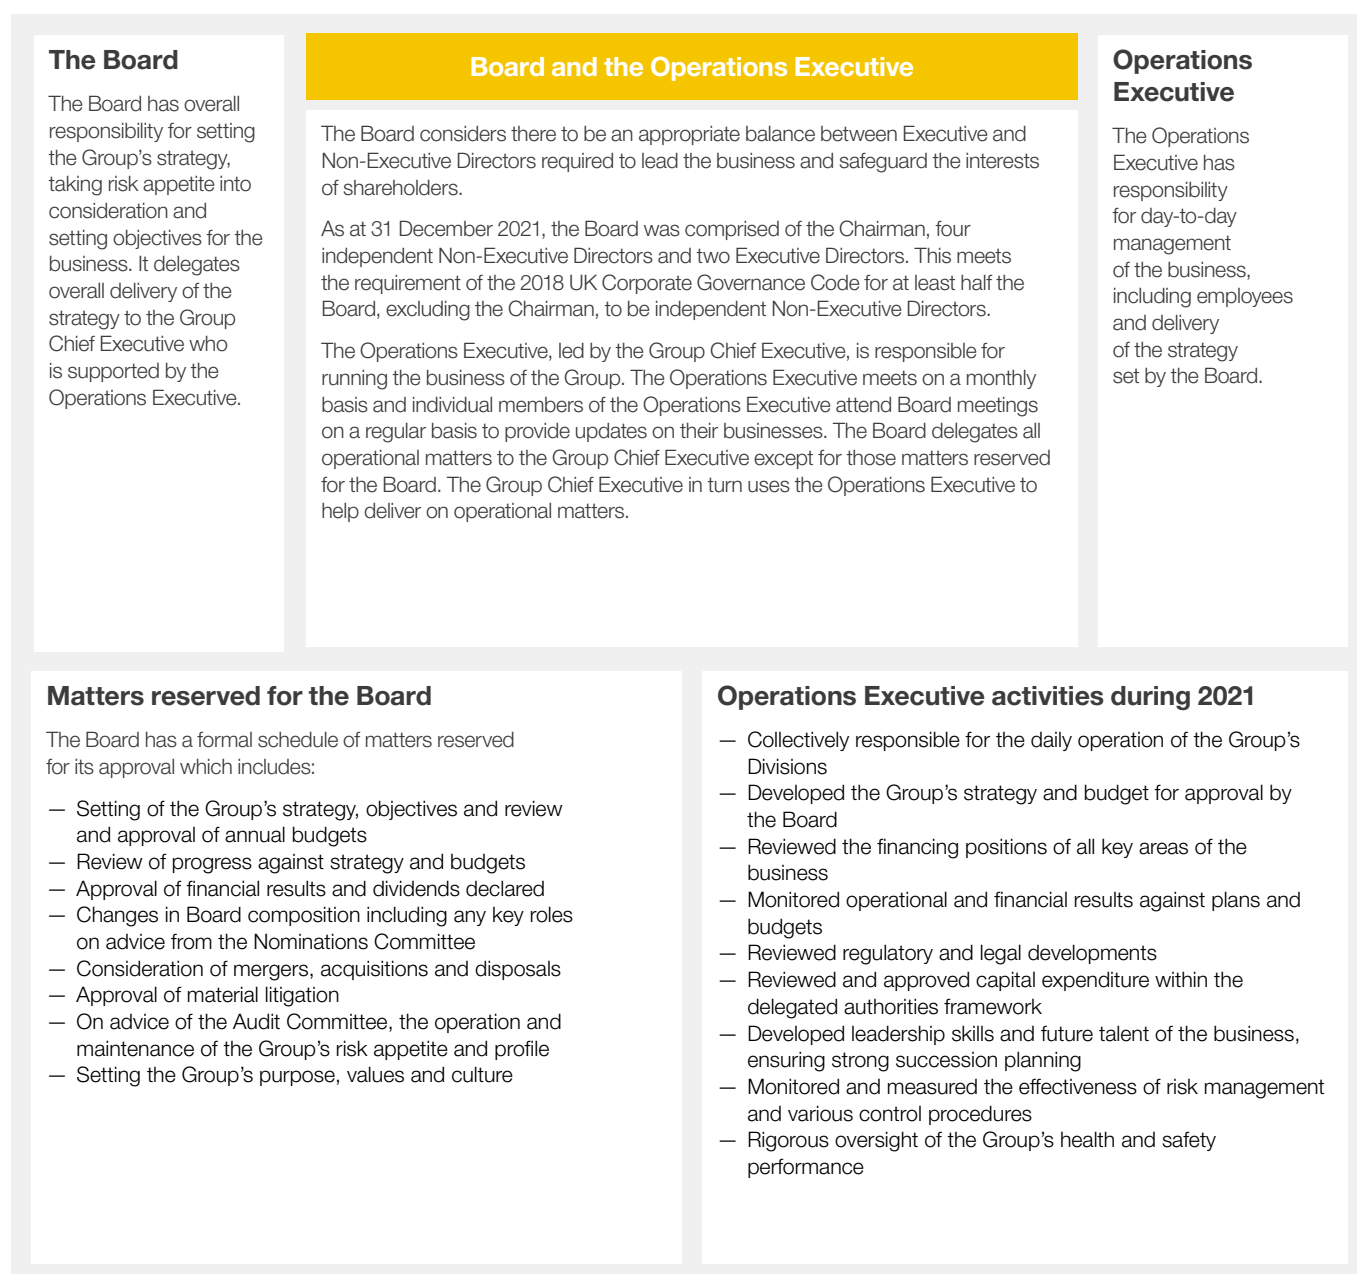 The Board
The Board has overall
responsibility for setting
the Group’s strategy,
taking risk appetite into
consideration and
setting objectives for the
business. It delegates
overall delivery of the
strategy to the Group
Chief Executive who
is supported by the
Operations Executive.
Board and the Operations Executive
The Board considers there to be an appropriate balance between Executive and
Non-Executive Directors required to lead the business and safeguard the interests
of shareholders.
As at 31 December 2021, the Board was comprised of the Chairman, four
independent Non-Executive Directors and two Executive Directors. This meets
the requirement of the 2018 UK Corporate Governance Code for at least half the
Board, excluding the Chairman, to be independent Non-Executive Directors.
The Operations Executive, led by the Group Chief Executive, is responsible for
running the business of the Group. The Operations Executive meets on a monthly
basis and individual members of the Operations Executive attend Board meetings
on a regular basis to provide updates on their businesses. The Board delegates all
operational matters to the Group Chief Executive except for those matters reserved
for the Board. The Group Chief Executive in turn uses the Operations Executive to
help deliver on operational matters.
Operations
Executive
The Operations
Executive has
responsibility
for day-to-day
management
of the business,
including employees
and delivery
of the strategy
set by the Board.
Matters reserved for the Board
The Board has a formal schedule of matters reserved
for its approval which includes:
— Setting of the Group’s strategy, objectives and review
and approval of annual budgets
— Review of progress against strategy and budgets
— Approval of financial results and dividends declared
— Changes in Board composition including any key roles
on advice from the Nominations Committee
— Consideration of mergers, acquisitions and disposals
— Approval of material litigation
— On advice of the Audit Committee, the operation and
maintenance of the Group’s risk appetite and profile
— Setting the Group’s purpose, values and culture
Operations Executive activities during 2021
— Collectively responsible for the daily operation of the Group’s
Divisions
— Developed the Group’s strategy and budget for approval by
the Board
— Reviewed the financing positions of all key areas of the
business
— Monitored operational and financial results against plans and
budgets
— Reviewed regulatory and legal developments
— Reviewed and approved capital expenditure within the
delegated authorities framework
— Developed leadership skills and future talent of the business,
ensuring strong succession planning
— Monitored and measured the effectiveness of risk management
and various control procedures
— Rigorous oversight of the Group’s health and safety
performance